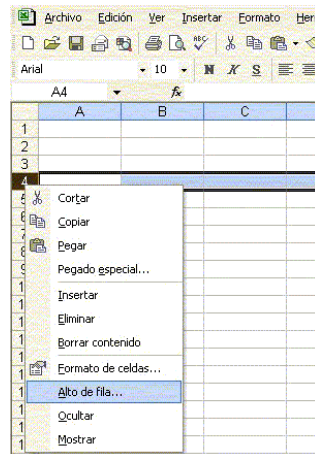 Archivo Edición Ver Insertar Formato Her
Arial 10 N K S
A4 fx
A B C
1
2
3
4
Cortar
Copiar
Pegar
Pegado especial...
Insertar
Eliminar
Borrar contenido
Formato de celdas...
Alto de fila...
Ocultar
Mostrar